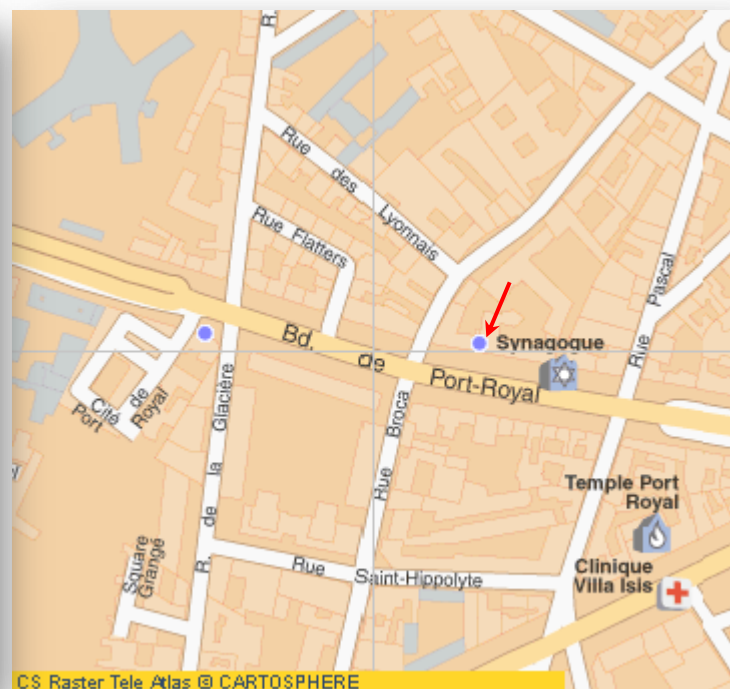 R.
Rue des Lyonnais
Rue Flatters
Rue Pascal
Synagogue
Bd. de Port-Royal
Cité de
Port Royal
R. de la Glacière
Rue Broca
Temple Port
Royal
Square
Grangé
Rue Saint-Hippolyte
Clinique
Villa Isis
CS Raster Tele Atlas © CARTOSPHERE